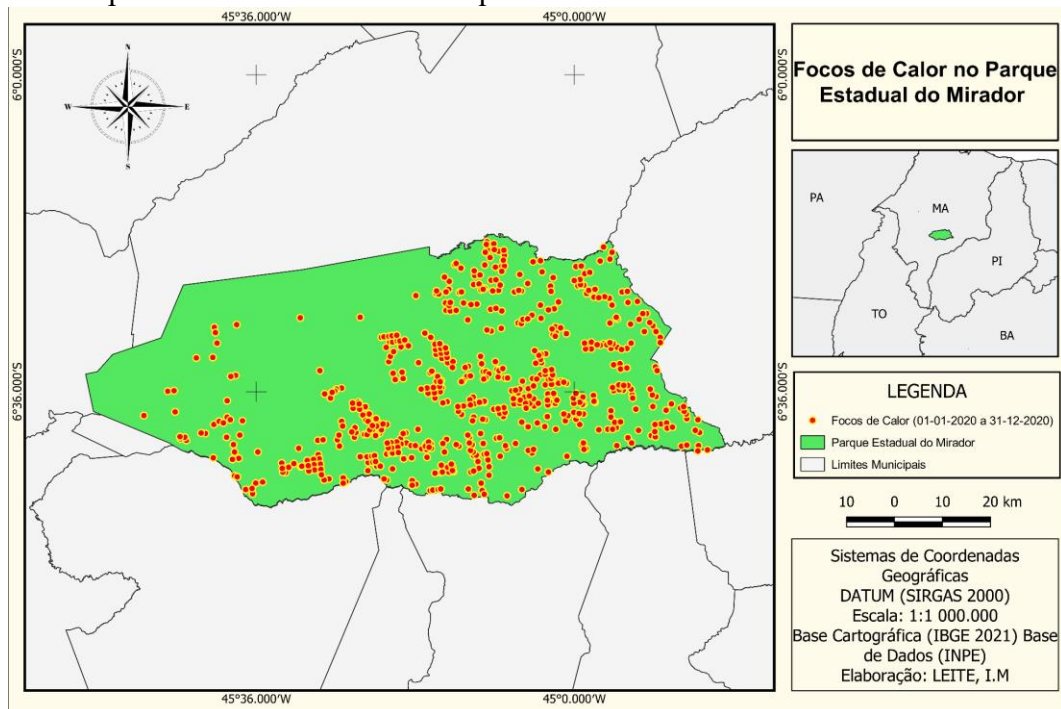 45°36.000'W 45°0.000'W
6°0.000'S
6°36.000'S
N
W E
S
45°36.000'W 45°0.000'W
6°0.000'S
6°36.000'S
Focos de Calor no Parque
Estadual do Mirador
PA
MA
PI
TO
BA
LEGENDA
Focos de Calor (01-01-2020 a 31-12-2020)
Parque Estadual do Mirador
Limites Municipais
10 0 10 20 km
Sistemas de Coordenadas
Geográficas
DATUM (SIRGAS 2000)
Escala: 1:1 000.000
Base Cartográfica (IBGE 2021) Base
de Dados (INPE)
Elaboração: LEITE, I.M